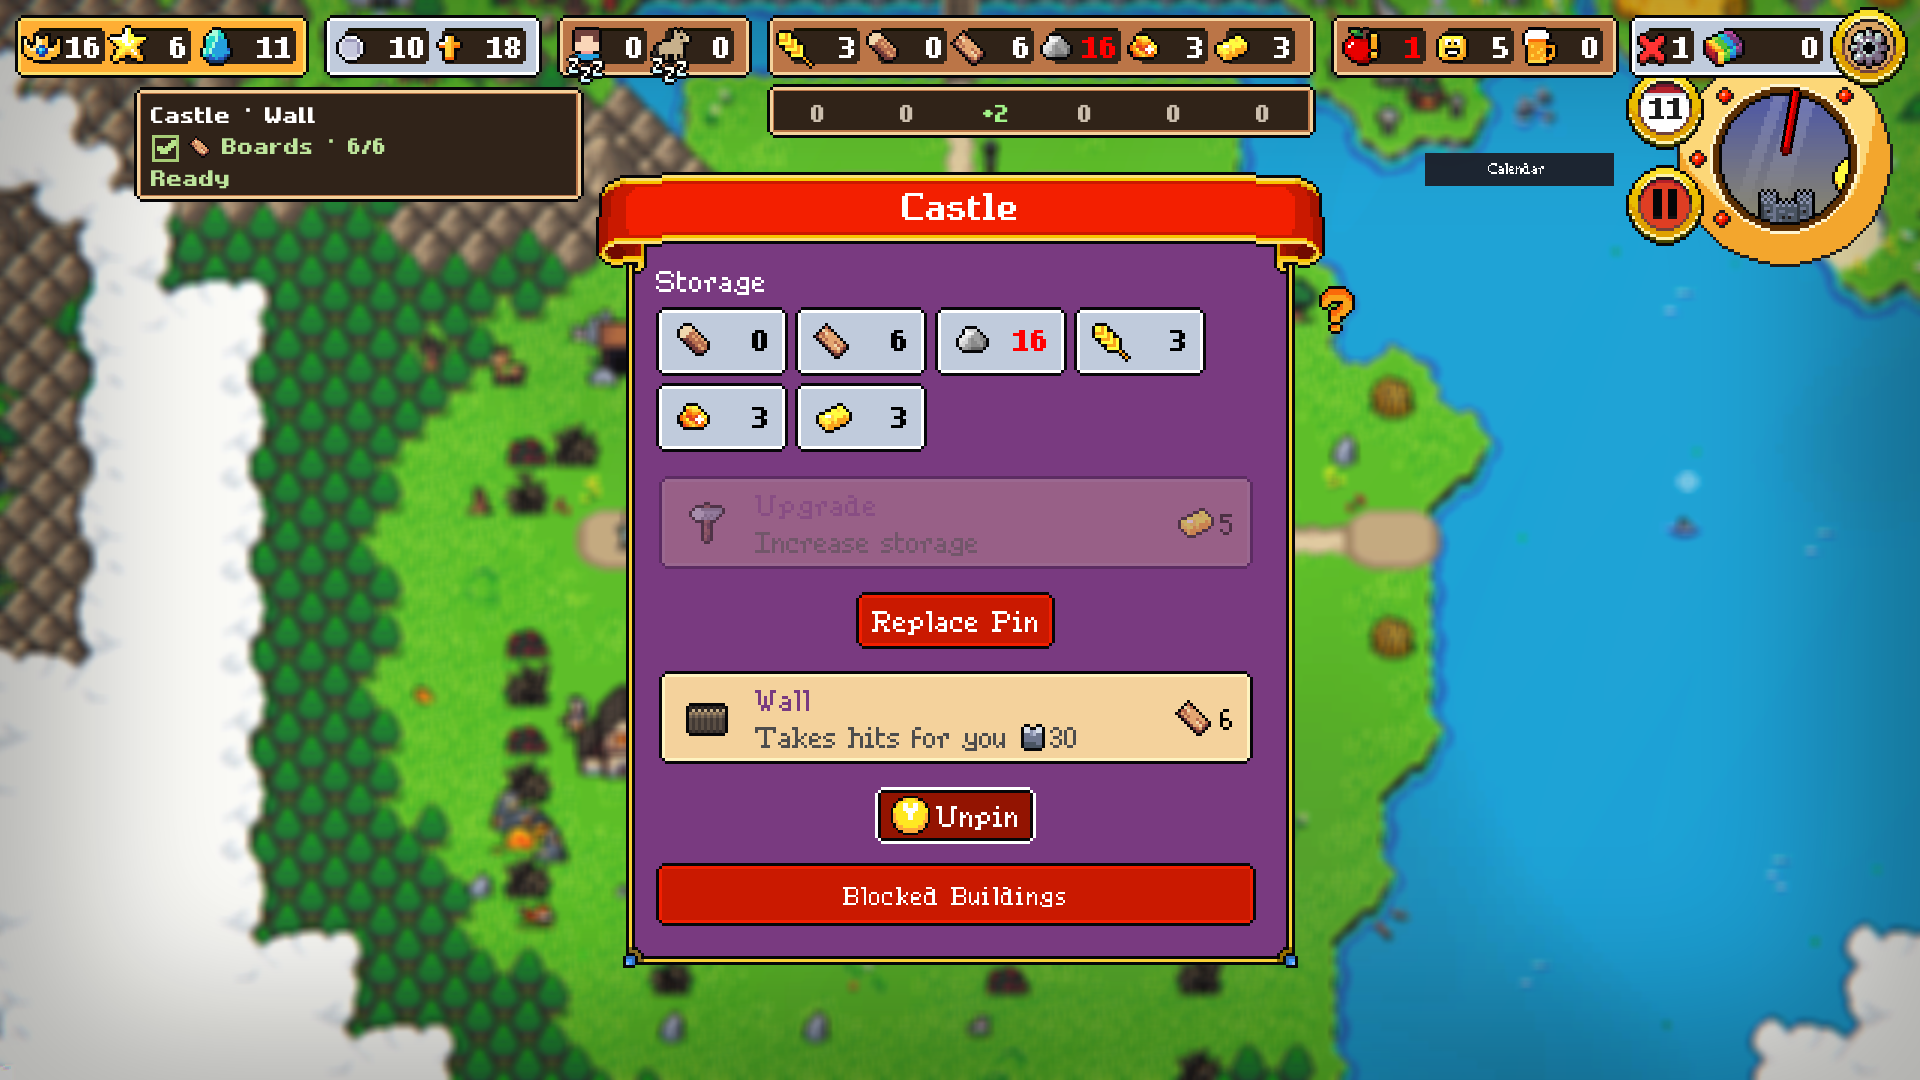 16 6 11 10 18 0 0 3 0 6 16 3 3 1 5 0 1 0
0 0 +2 0 0 0
11
Castle · Wall
Boards · 6/6
Ready
Calendar
Castle
Storage
0 6 16 3
3 3
Upgrade
Increase storage
5
Replace Pin
Wall
Takes hits for you 30
6
Y Unpin
Blocked Buildings